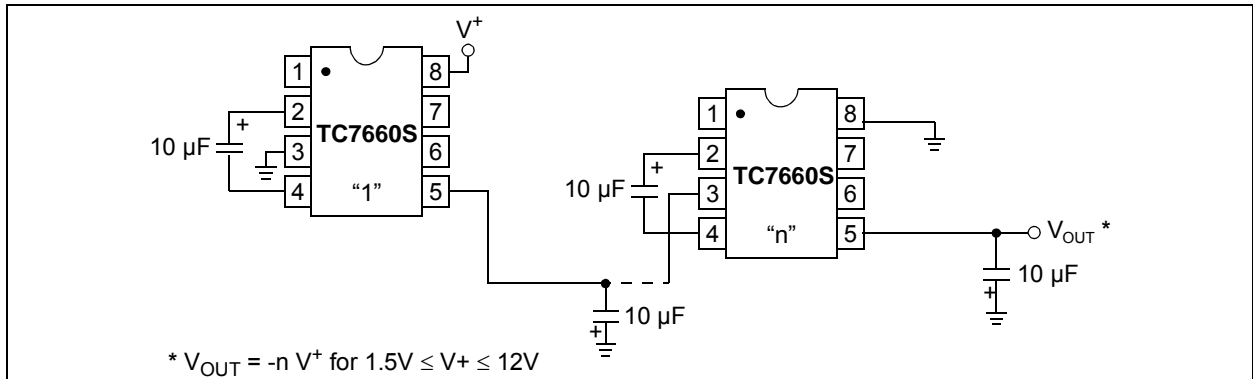 V+
1
8
2
7
TC7660S
+
10 µF
3
6
4
"1"
5
1
8
2
7
TC7660S
+
10 µF
3
6
4
"n"
5
VOUT *
10 µF
+
10 µF
+
* VOUT = -n V+ for 1.5V ≤ V+ ≤ 12V